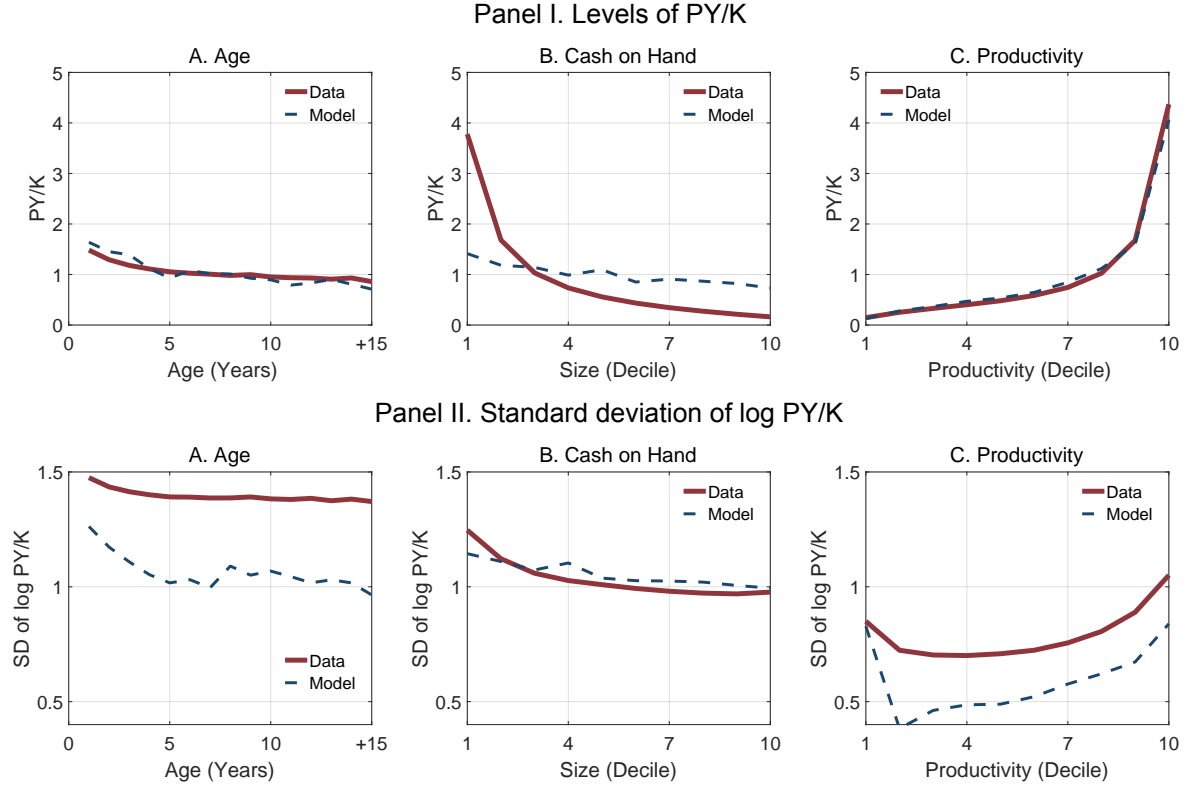 Panel I. Levels of PY/K
A. Age
B. Cash on Hand
C. Productivity
5
4
3
2
1
0
PY/K
Data
Model
0
5
10
+15
Age (Years)
5
4
3
2
1
0
PY/K
Data
Model
1
4
7
10
Size (Decile)
5
4
3
2
1
0
PY/K
Data
Model
1
4
7
10
Productivity (Decile)
Panel II. Standard deviation of log PY/K
A. Age
B. Cash on Hand
C. Productivity
1.5
1
0.5
SD of log PY/K
Data
Model
0
5
10
+15
Age (Years)
1.5
1
0.5
SD of log PY/K
Data
Model
1
4
7
10
Size (Decile)
1.5
1
0.5
SD of log PY/K
Data
Model
1
4
7
10
Productivity (Decile)